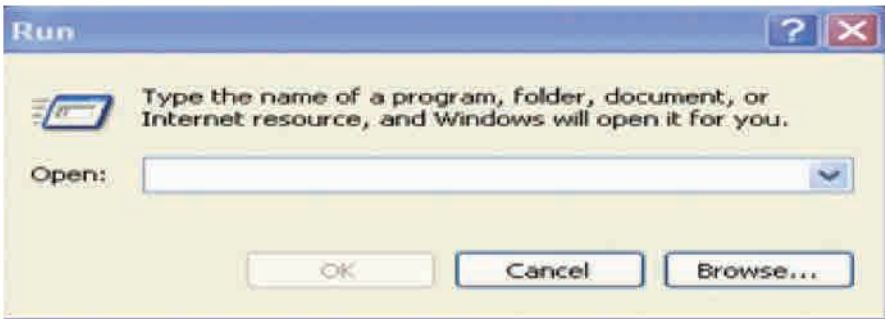 Run
Type the name of a program, folder, document, or
Internet resource, and Windows will open it for you.
Open:
OK Cancel Browse...